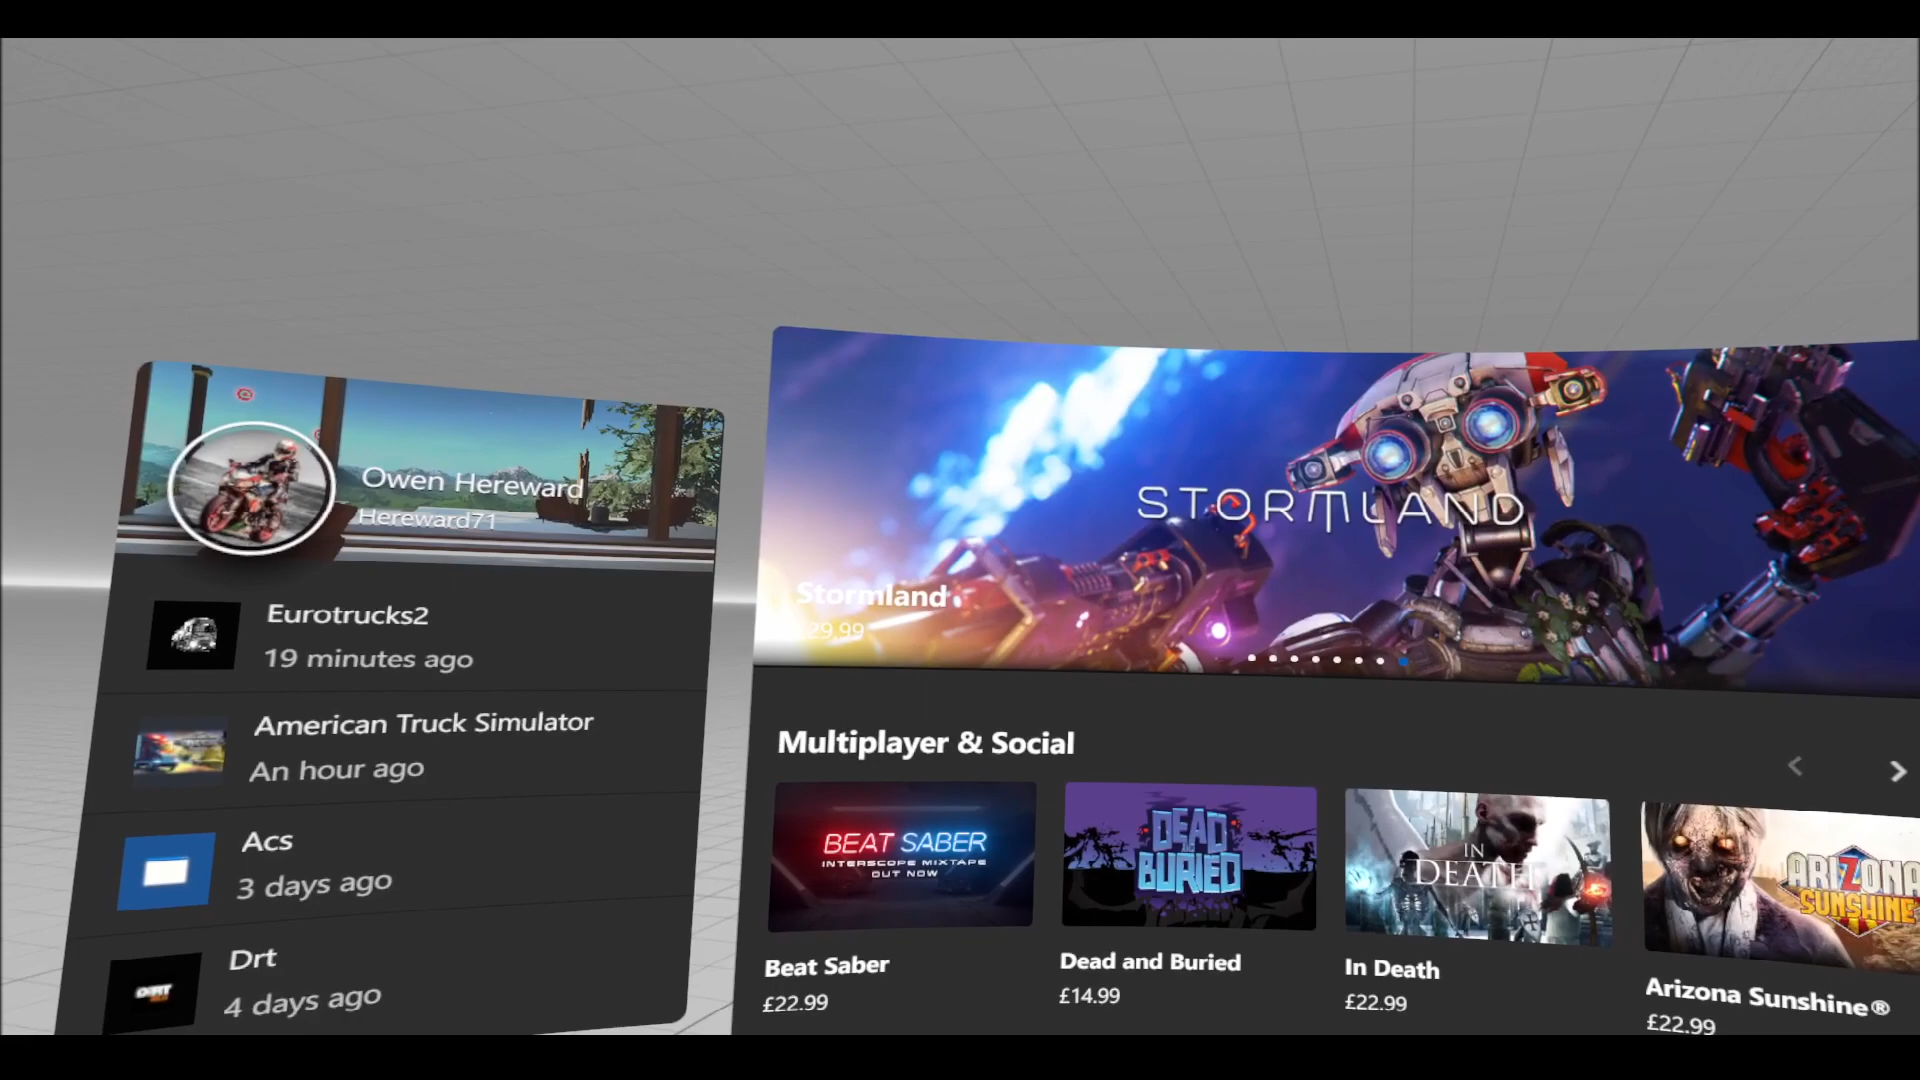 Owen Hereward
Hereward71
Eurotrucks2
19 minutes ago
American Truck Simulator
An hour ago
Acs
3 days ago
Drt
4 days ago
STORMLAND
Stormland
29.99
Multiplayer & Social
BEAT SABER
INTERSCOPE MIXTAPE
OUT NOW
Beat Saber
£22.99
DEAD
BURIED
Dead and Buried
£14.99
IN
DEATH
In Death
£22.99
ARIZONA
SUNSHINE
Arizona Sunshine®
£22.99